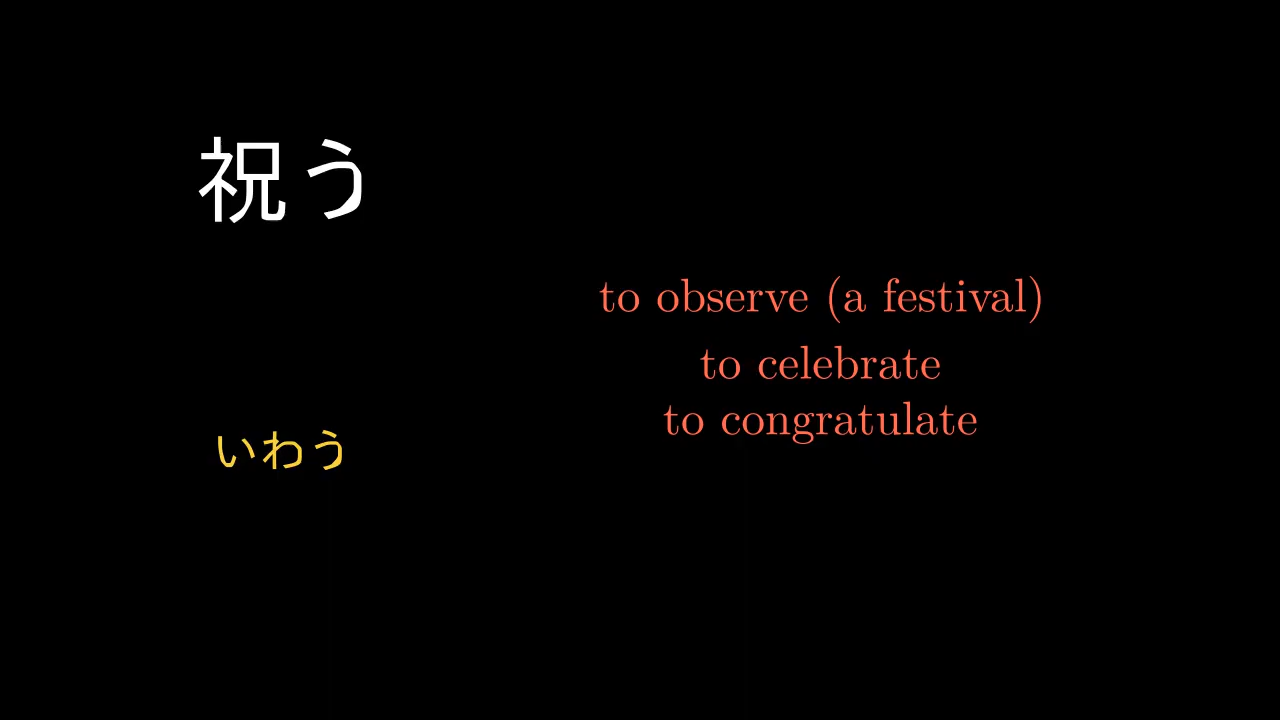 祝う
いわう
to observe (a festival)
to celebrate
to congratulate